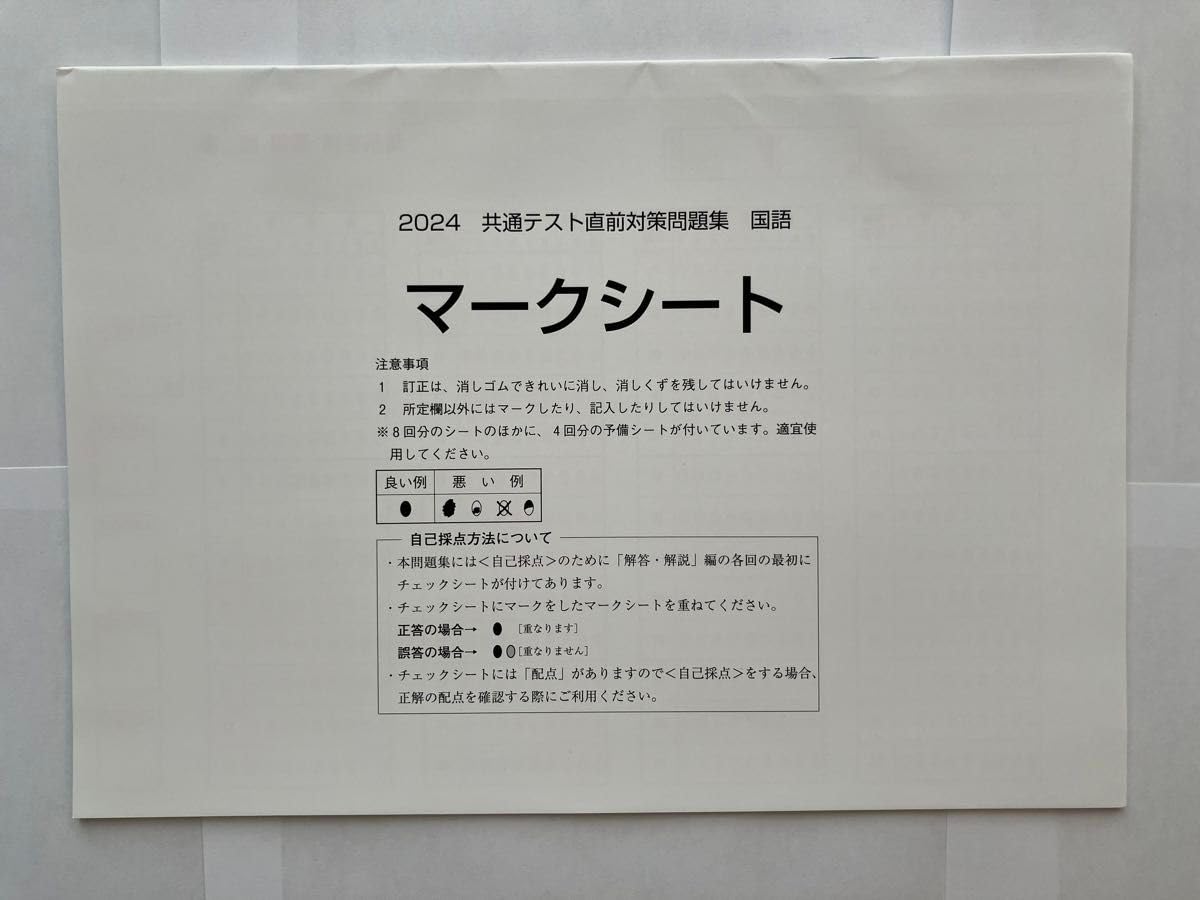 2024　共通テスト直前対策問題集　国語
マークシート
注意事項
1　訂正は、消しゴムできれいに消し、消しくずを残してはいけません。
2　所定欄以外にはマークしたり、記入したりしてはいけません。
※8回分のシートのほかに、4回分の予備シートが付いています。適宜使
用してください。
良い例　悪い例
自己採点方法について
・本問題集には＜自己採点＞のために「解答・解説」編の各回の最初に
チェックシートが付けてあります。
・チェックシートにマークをしたマークシートを重ねてください。
正答の場合→　［重なります］
誤答の場合→　［重なりません］
・チェックシートには「配点」がありますので＜自己採点＞をする場合、
正解の配点を確認する際にご利用ください。